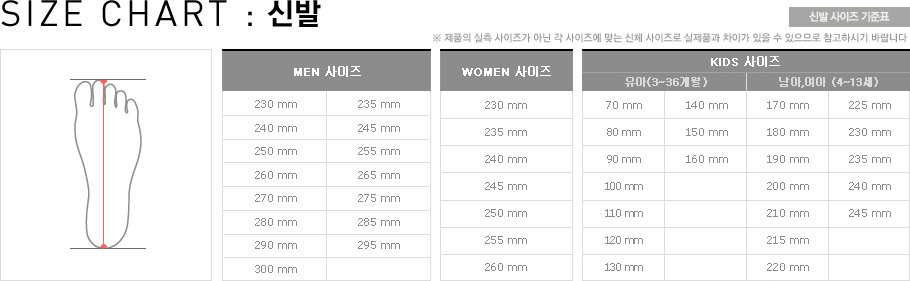 SIZE CHART : 신발
신발 사이즈 기준표
※ 제품의 실측 사이즈가 아닌 각 사이즈에 맞는 신체 사이즈로 실제품과 차이가 있을 수 있으므로 참고하시기 바랍니다
MEN 사이즈
230 mm 235 mm
240 mm 245 mm
250 mm 255 mm
260 mm 265 mm
270 mm 275 mm
280 mm 285 mm
290 mm 295 mm
300 mm
WOMEN 사이즈
230 mm
235 mm
240 mm
245 mm
250 mm
255 mm
260 mm
KIDS 사이즈
유아(3~36개월) 남아,여아 (4~13세)
70 mm 140 mm 170 mm 225 mm
80 mm 150 mm 180 mm 230 mm
90 mm 160 mm 190 mm 235 mm
100 mm 200 mm 240 mm
110 mm 210 mm 245 mm
120 mm 215 mm
130 mm 220 mm